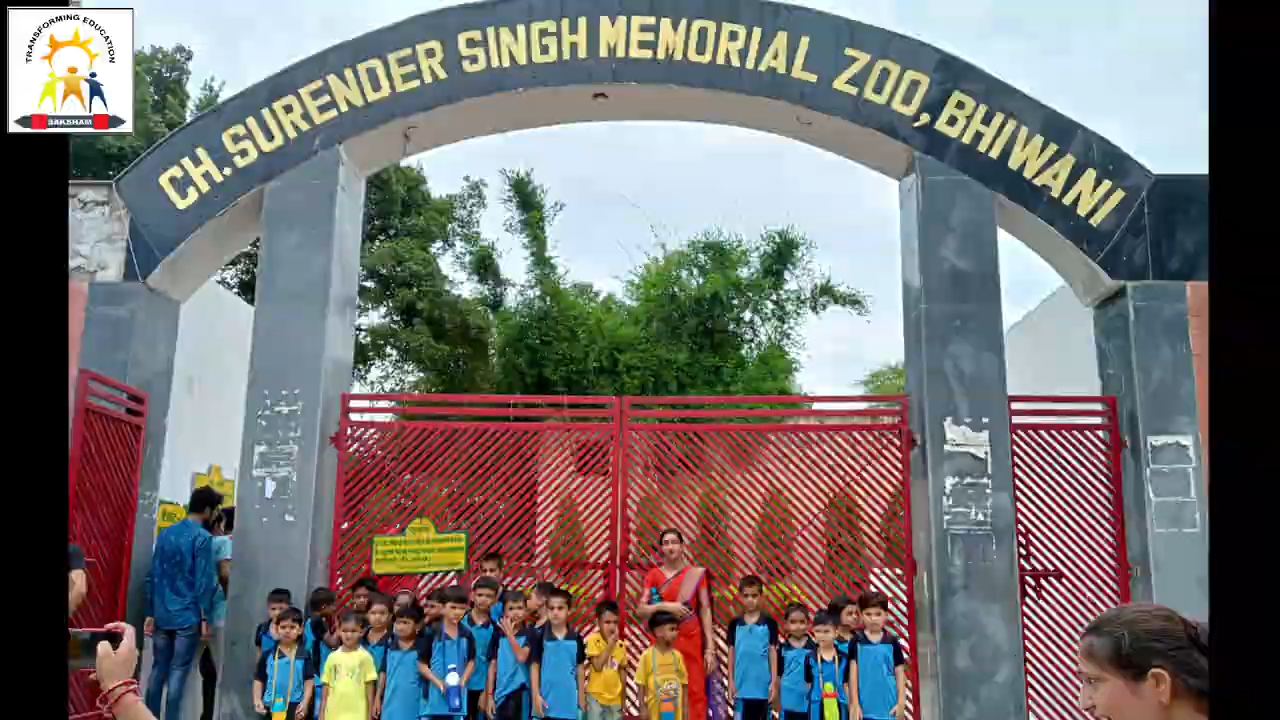 TRANSFORMING EDUCATION
SAKSHAM
CH. SURENDER SINGH MEMORIAL ZOO, BHIWANI